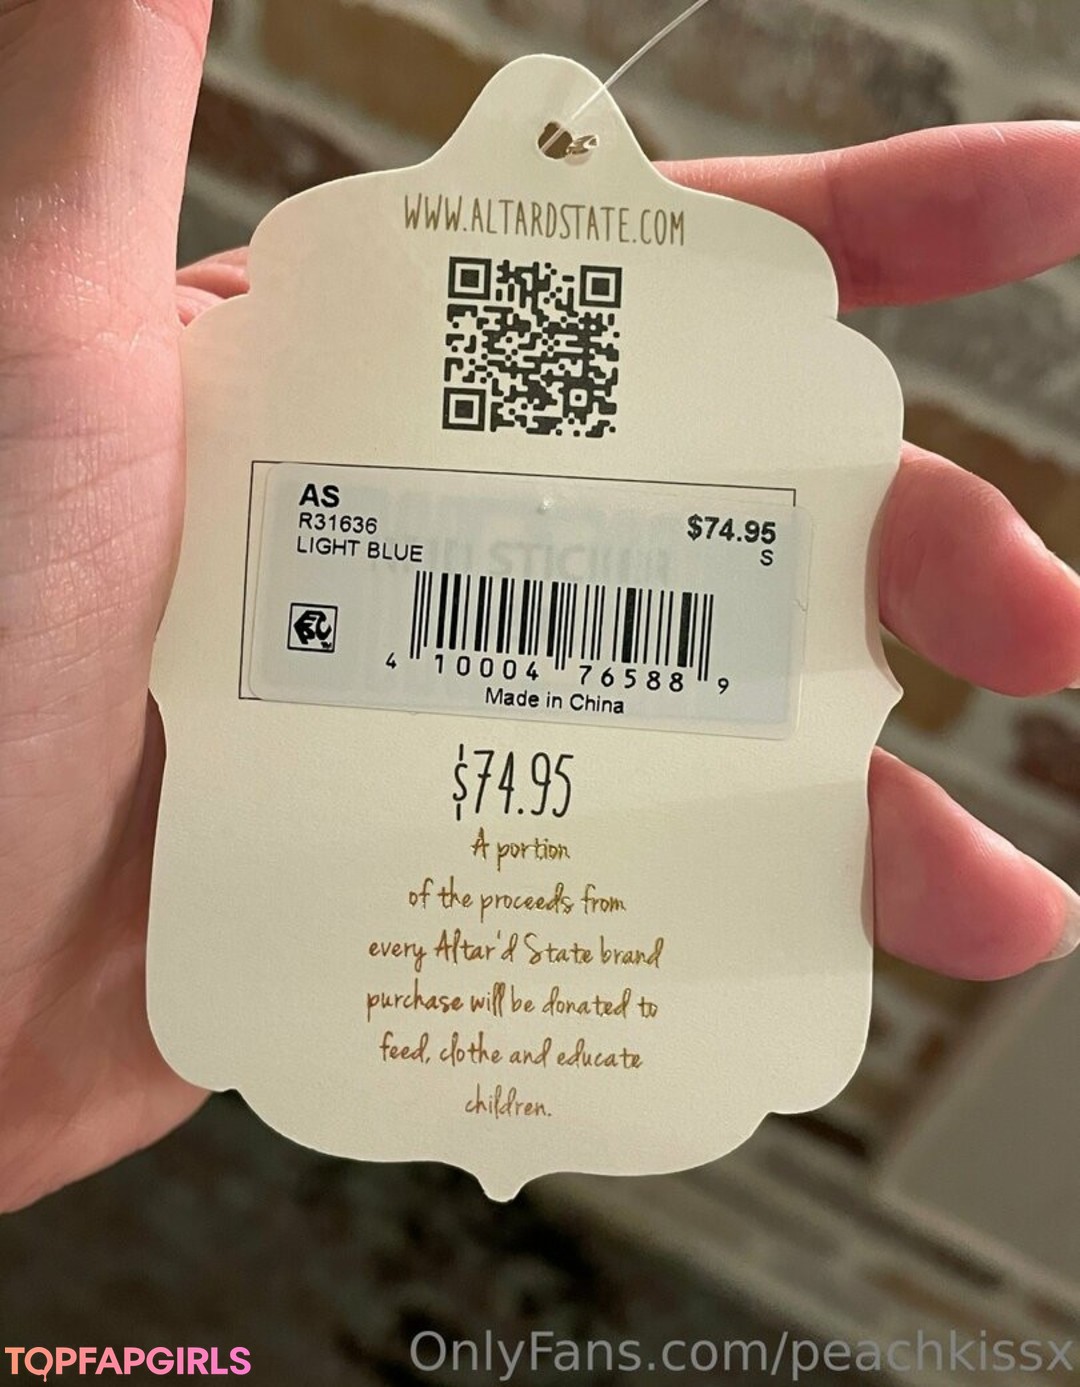 WWW.ALTARDSTATE.COM
AS
R31636
LIGHT BLUE
$74.95
S
4 10004 76588 9
Made in China
$74.95
A portion
of the proceeds from
every Altar'd State brand
purchase will be donated to
feed, clothe and educate
children.
TOPFAPGIRLS
OnlyFans.com/peachkissx